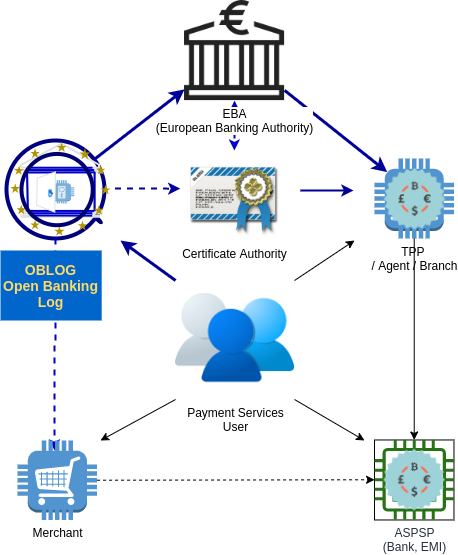 EBA
(European Banking Authority)
Certificate Authority
TPP
/ Agent / Branch
OBLOG
Open Banking
Log
Payment Services
User
Merchant
ASPSP
(Bank, EMI)